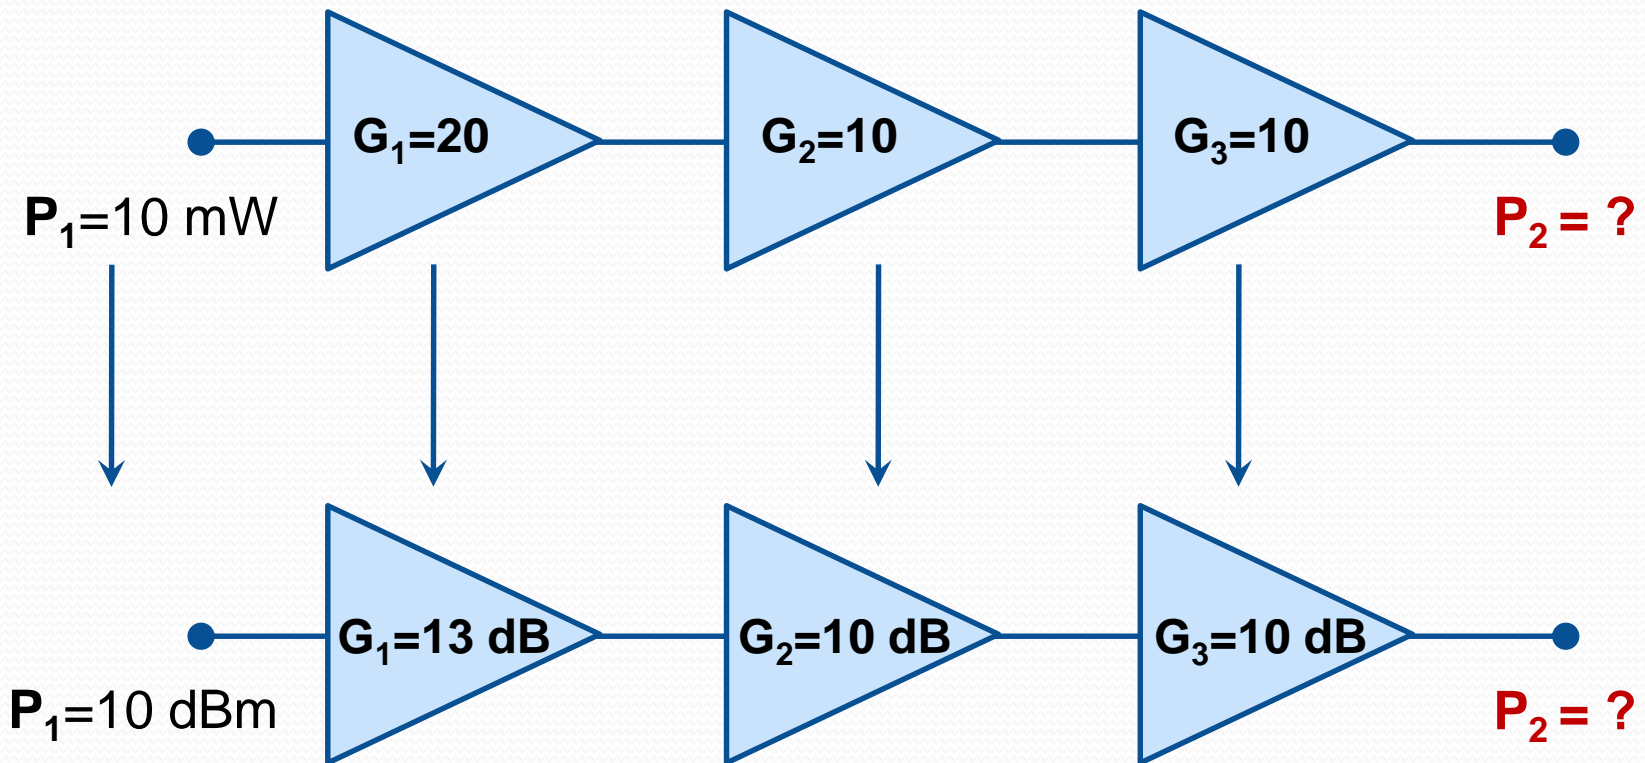 G₁=20
G₂=10
G₃=10
P₁=10 mW
P₂ = ?
G₁=13 dB
G₂=10 dB
G₃=10 dB
P₁=10 dBm
P₂ = ?